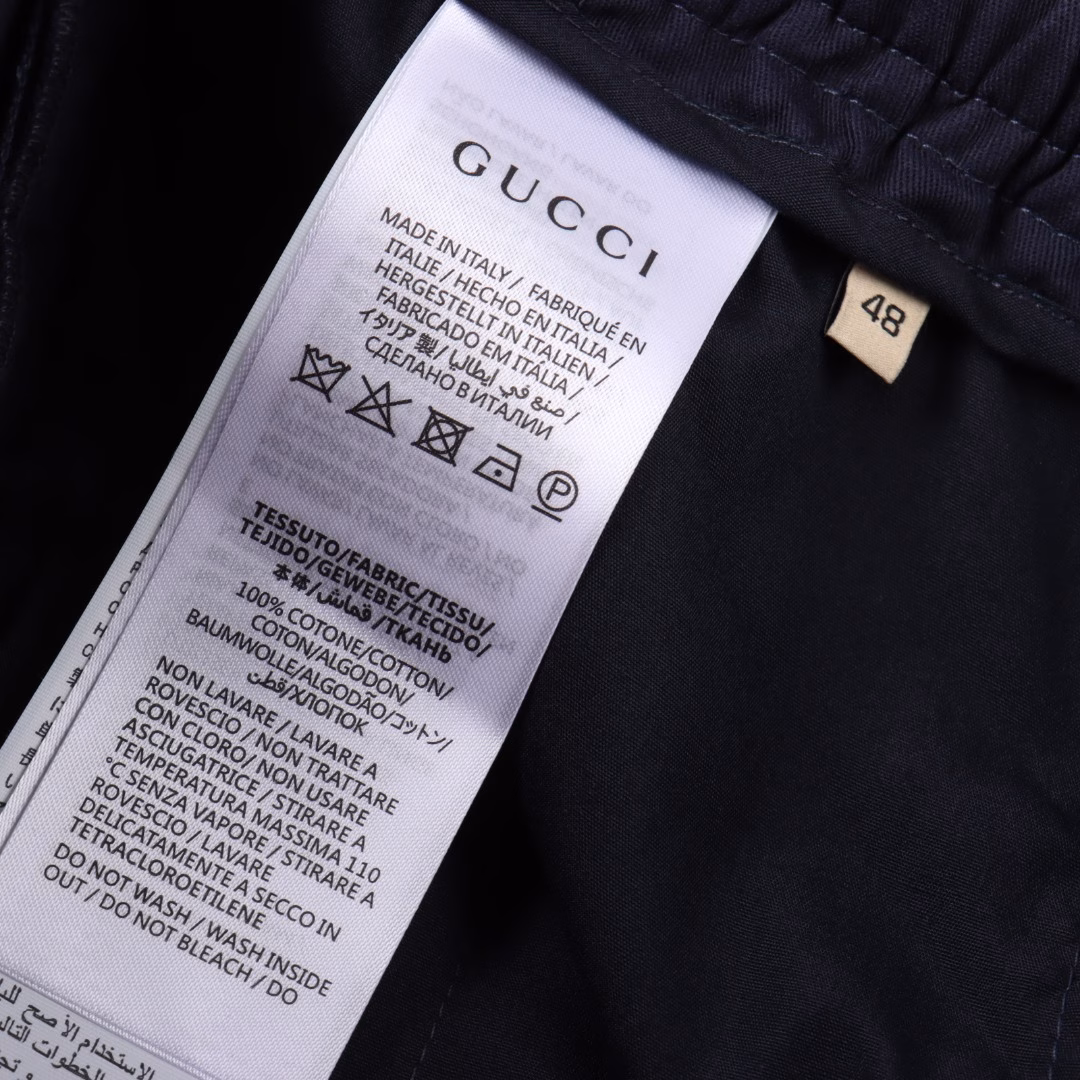 GUCCI
MADE IN ITALY / FABRIQUÉ EN
ITALIE / HECHO EN ITALIA /
HERGESTELLT IN ITALIEN /
FABRICADO EM ITÁLIA /
イタリア製/ صنع في إيطاليا /
СДЕЛАНО В ИТАЛИИ
P
TESSUTO/FABRIC/TISSU/
TEJIDO/GEWEBE/TECIDO/
本体/قماش/ТКАНЬ
100% COTONE/COTTON/
COTON/ALGODON/
BAUMWOLLE/ALGODÃO/コットン/
قطن/ХЛОПОК
NON LAVARE / LAVARE A
ROVESCIO / NON TRATTARE
CON CLORO/ NON USARE
ASCIUGATRICE / STIRARE A
TEMPERATURA MASSIMA 110
°C SENZA VAPORE / STIRARE A
ROVESCIO / LAVARE
DELICATAMENTE A SECCO IN
TETRACLOROETILENE
DO NOT WASH / WASH INSIDE
OUT / DO NOT BLEACH / DO
48